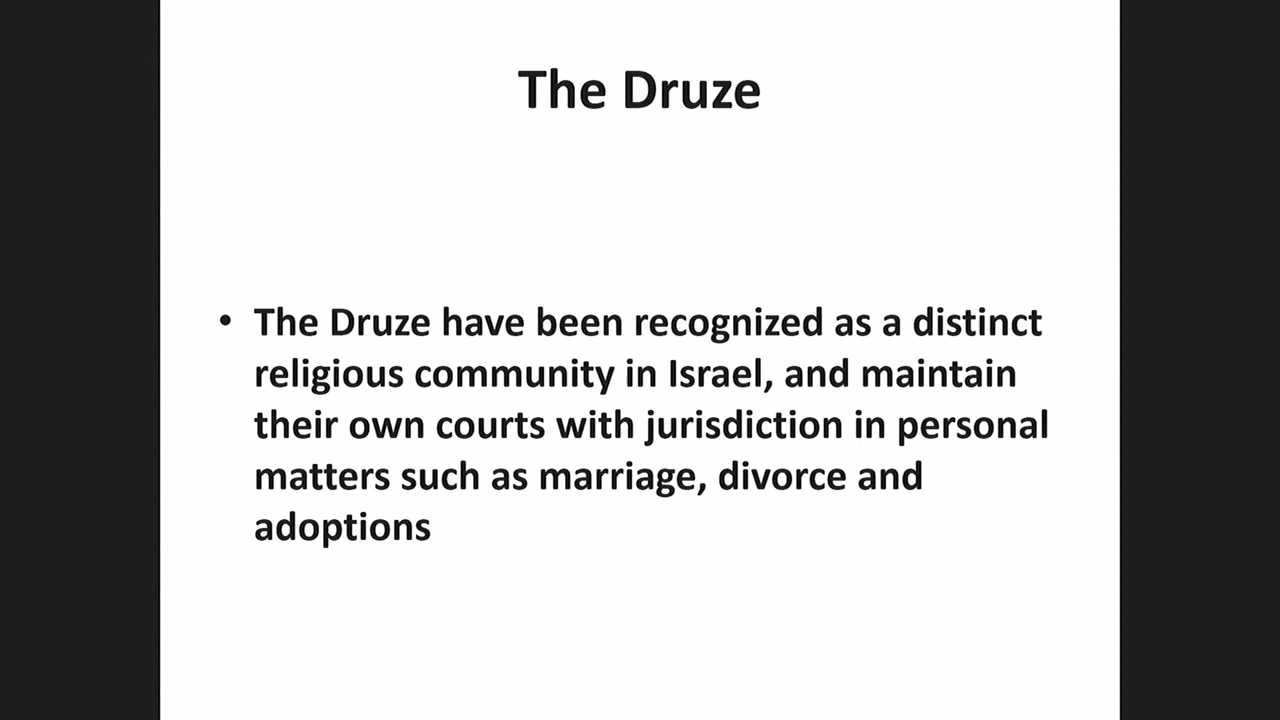 The Druze
• The Druze have been recognized as a distinct
religious community in Israel, and maintain
their own courts with jurisdiction in personal
matters such as marriage, divorce and
adoptions